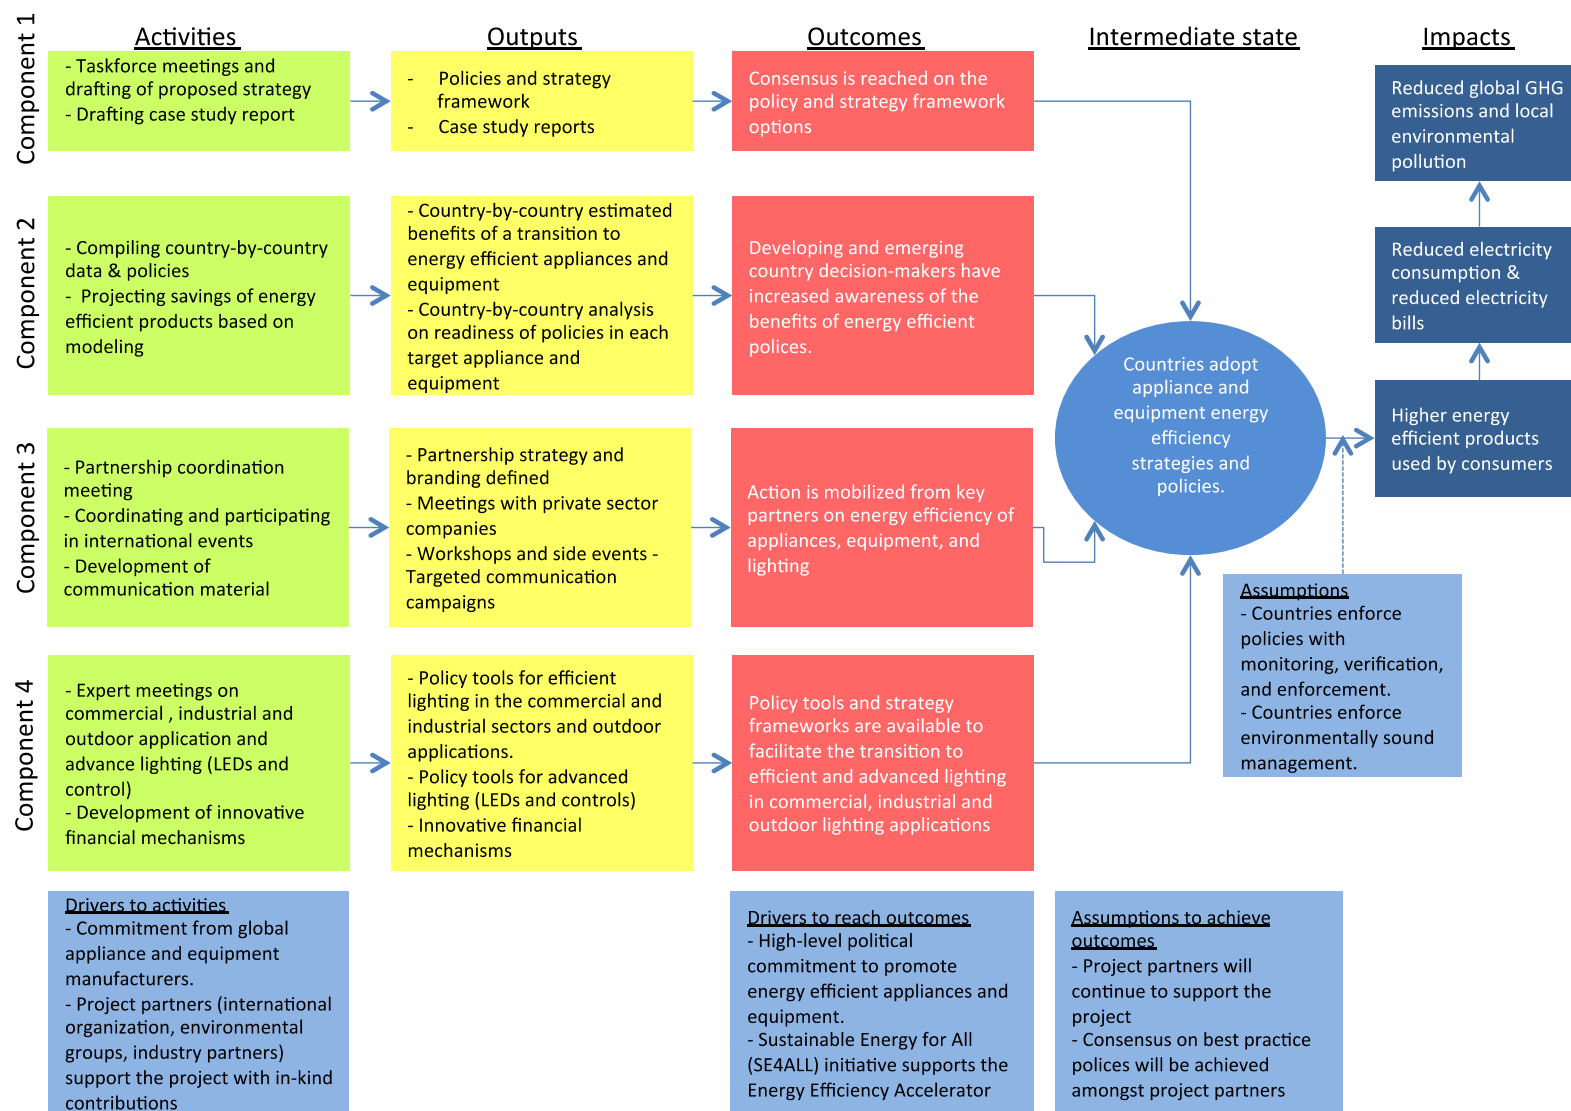 Activities
Outputs
Outcomes
Intermediate state
Impacts
Component 1
- Taskforce meetings and
drafting of proposed strategy
- Drafting case study report
- Policies and strategy
framework
- Case study reports
Consensus is reached on the
policy and strategy framework
options
Component 2
- Compiling country-by-country
data & policies
- Projecting savings of energy
efficient products based on
modeling
- Country-by-country estimated
benefits of a transition to
energy efficient appliances and
equipment
- Country-by-country analysis
on readiness of policies in each
target appliance and
equipment
Developing and emerging
country decision-makers have
increased awareness of the
benefits of energy efficient
polices.
Component 3
- Partnership coordination
meeting
- Coordinating and participating
in international events
- Development of
communication material
- Partnership strategy and
branding defined
- Meetings with private sector
companies
- Workshops and side events -
Targeted communication
campaigns
Action is mobilized from key
partners on energy efficiency of
appliances, equipment, and
lighting
Component 4
- Expert meetings on
commercial , industrial and
outdoor application and
advance lighting (LEDs and
control)
- Development of innovative
financial mechanisms
- Policy tools for efficient
lighting in the commercial and
industrial sectors and outdoor
applications.
- Policy tools for advanced
lighting (LEDs and controls)
- Innovative financial
mechanisms
Policy tools and strategy
frameworks are available to
facilitate the transition to
efficient and advanced lighting
in commercial, industrial and
outdoor lighting applications
Countries adopt
appliance and
equipment energy
efficiency
strategies and
policies.
Reduced global GHG
emissions and local
environmental
pollution
Reduced electricity
consumption &
reduced electricity
bills
Higher energy
efficient products
used by consumers
Assumptions
- Countries enforce
policies with
monitoring, verification,
and enforcement.
- Countries enforce
environmentally sound
management.
Drivers to activities
- Commitment from global
appliance and equipment
manufacturers.
- Project partners (international
organization, environmental
groups, industry partners)
support the project with in-kind
contributions
Drivers to reach outcomes
- High-level political
commitment to promote
energy efficient appliances and
equipment.
- Sustainable Energy for All
(SE4ALL) initiative supports the
Energy Efficiency Accelerator
Assumptions to achieve
outcomes
- Project partners will
continue to support the
project
- Consensus on best practice
polices will be achieved
amongst project partners